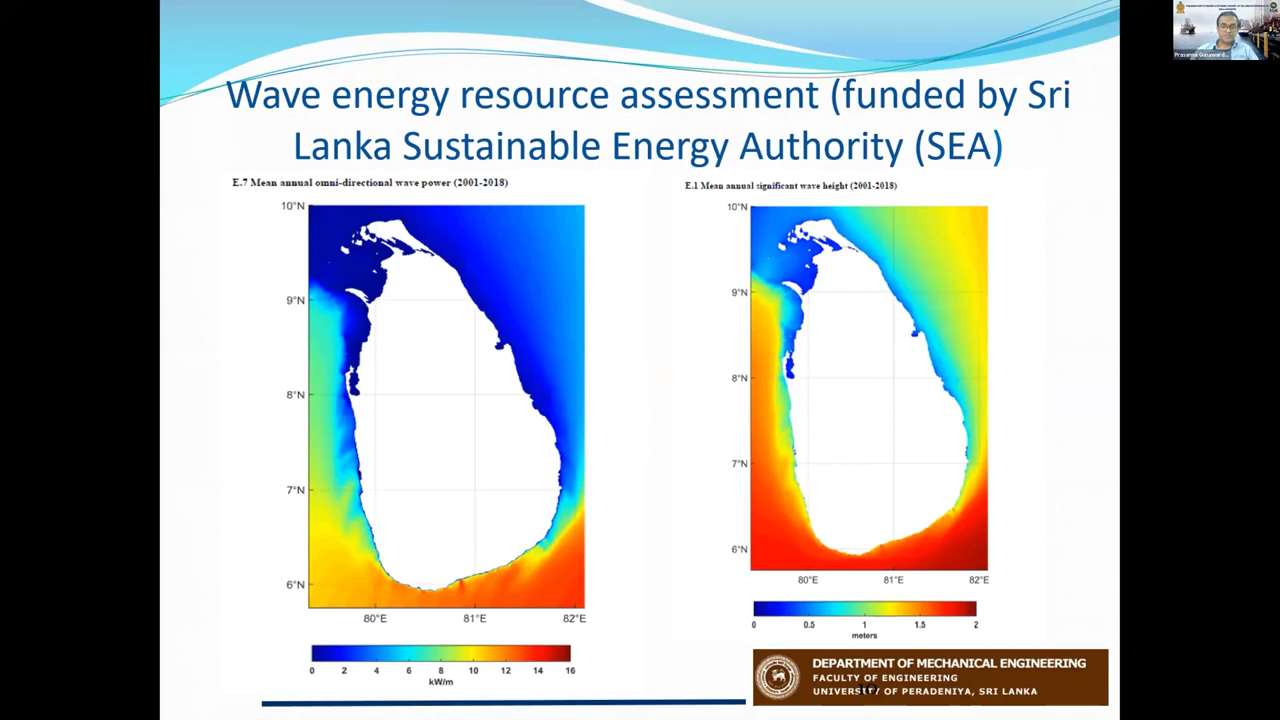 Wave energy resource assessment (funded by Sri
Lanka Sustainable Energy Authority (SEA)
E.7 Mean annual omni-directional wave power (2001-2018)
E.1 Mean annual significant wave height (2001-2018)
10°N
9°N
8°N
7°N
6°N
80°E 81°E 82°E
0 2 4 6 8 10 12 14 16
kW/m
10°N
9°N
8°N
7°N
6°N
80°E 81°E 82°E
0 0.5 1 1.5 2
meters
DEPARTMENT OF MECHANICAL ENGINEERING
FACULTY OF ENGINEERING
UNIVERSITY OF PERADENIYA, SRI LANKA